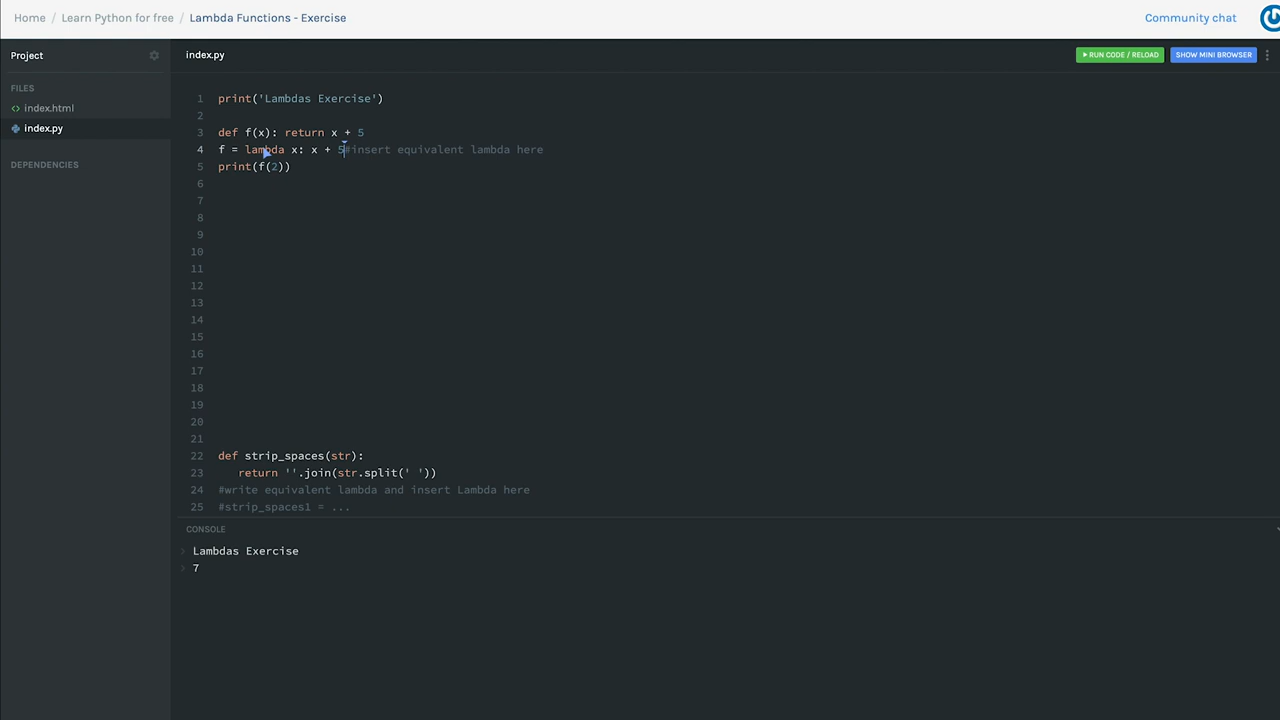 Home / Learn Python for free / Lambda Functions - Exercise
Community chat
Project
index.py
RUN CODE / RELOAD
SHOW MINI BROWSER
FILES
<> index.html
index.py
DEPENDENCIES
1 print('Lambdas Exercise')
2
3 def f(x): return x + 5
4 f = lambda x: x + 5#insert equivalent lambda here
5 print(f(2))
6
7
8
9
10
11
12
13
14
15
16
17
18
19
20
21
22 def strip_spaces(str):
23 return ''.join(str.split(' '))
24 #write equivalent lambda and insert Lambda here
25 #strip_spaces1 = ...
CONSOLE
> Lambdas Exercise
> 7